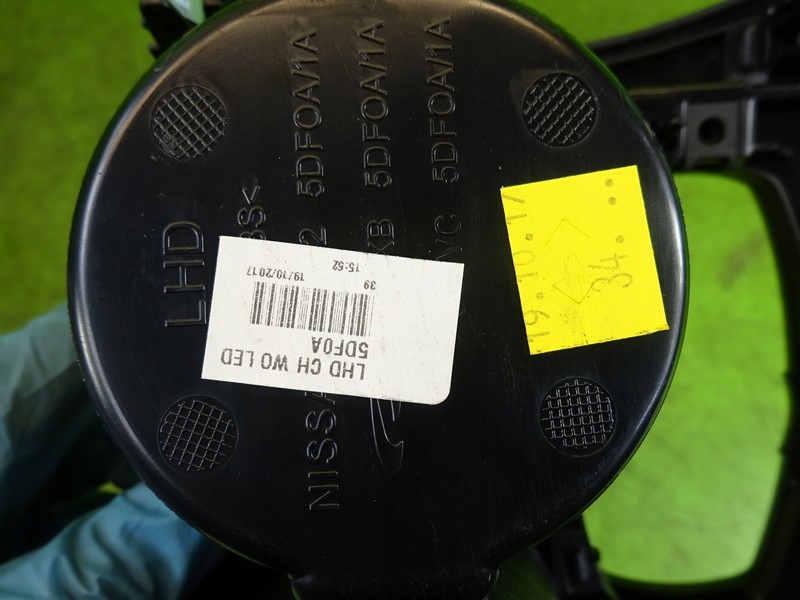 5DF0A/1A
5DF0A/1A
5DF0A/1A
LHD
LHD CH WO LED
5DF0A
39
19/10/2017 15:52
19.10.17
34